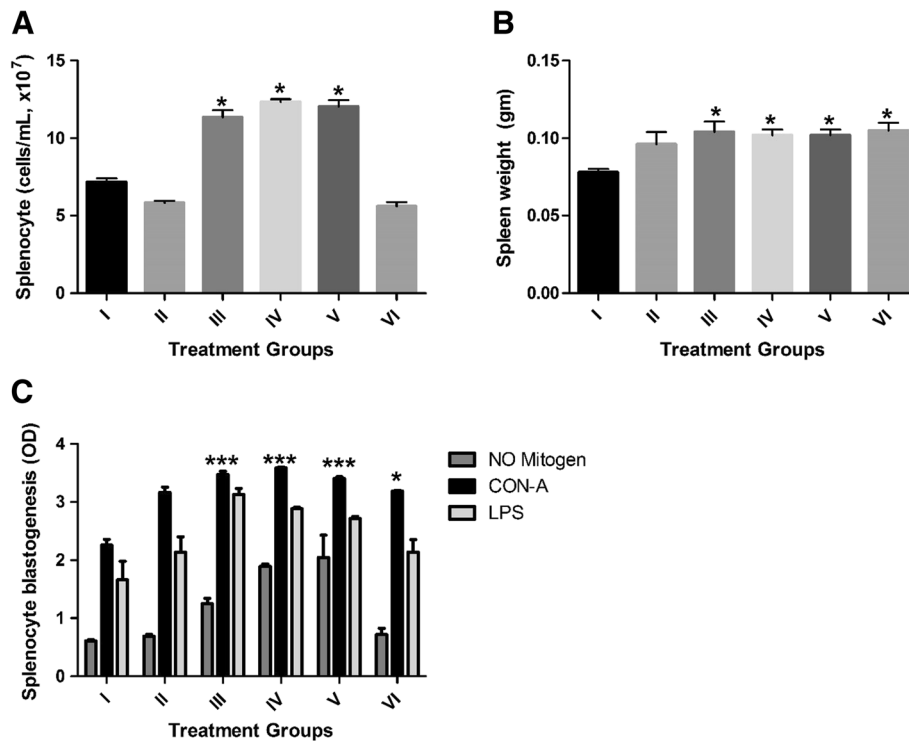 A
Splenocyte (cells/mL, x10⁷)
15
10
5
0
* * *
I II III IV V VI
Treatment Groups
B
Spleen weight (gm)
0.15
0.10
0.05
0.00
* * * *
I II III IV V VI
Treatment Groups
C
Splenocyte blastogenesis (OD)
4
3
2
1
0
*** *** *** *
I II III IV V VI
Treatment Groups
NO Mitogen
CON-A
LPS